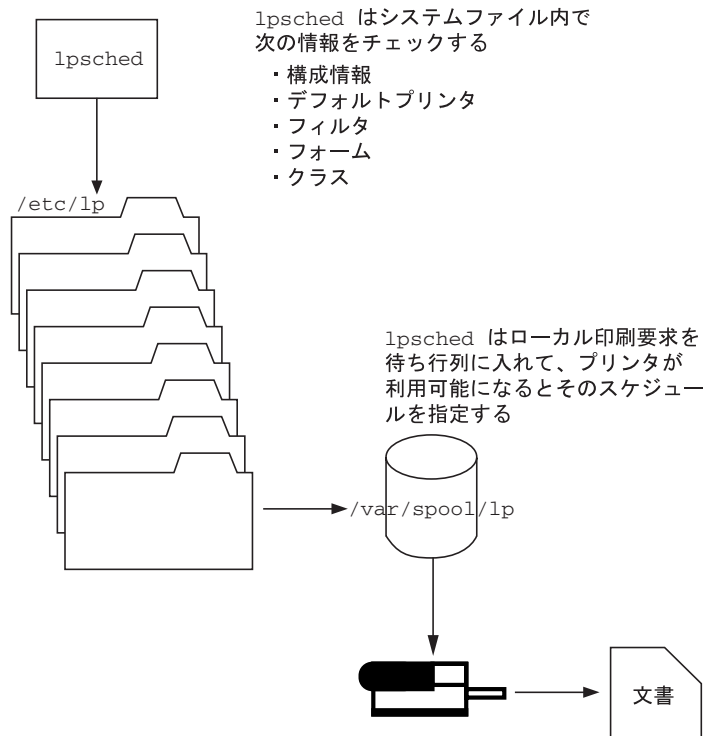 lpsched はシステムファイル内で
次の情報をチェックする
・構成情報
・デフォルトプリンタ
・フィルタ
・フォーム
・クラス
lpsched
/etc/lp
lpsched はローカル印刷要求を
待ち行列に入れて、プリンタが
利用可能になるとそのスケジュー
ルを指定する
/var/spool/lp
文書